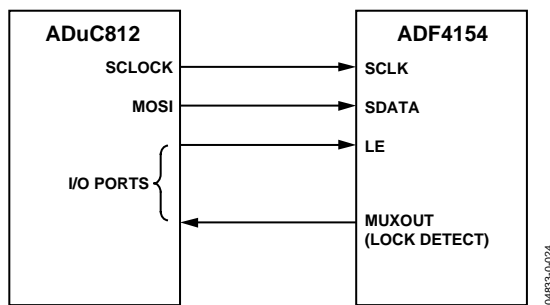 ADuC812
ADF4154
SCLOCK
SCLK
MOSI
SDATA
LE
I/O PORTS
MUXOUT
(LOCK DETECT)
04833-0-024